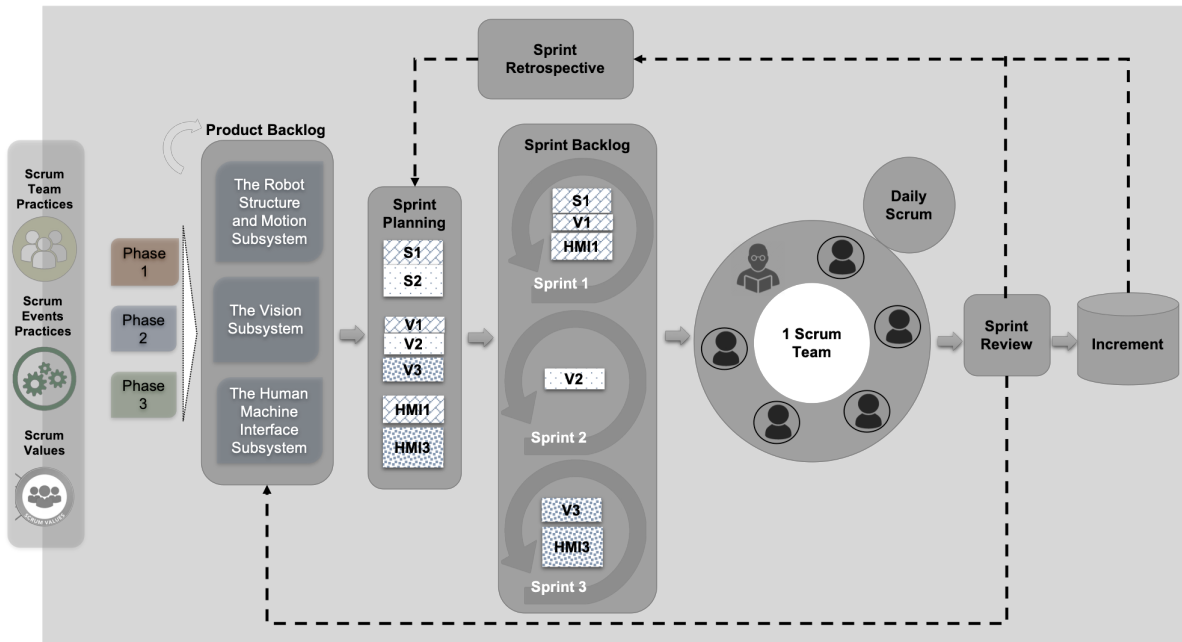 Scrum
Team
Practices
Scrum
Events
Practices
Scrum
Values
SCRUM VALUES
Phase
1
Phase
2
Phase
3
Product Backlog
The Robot
Structure
and Motion
Subsystem
The Vision
Subsystem
The Human
Machine
Interface
Subsystem
Sprint
Planning
S1
S2
V1
V2
V3
HMI1
HMI3
Sprint
Retrospective
Sprint Backlog
S1
V1
HMI1
Sprint 1
V2
Sprint 2
V3
HMI3
Sprint 3
Daily
Scrum
1 Scrum
Team
Sprint
Review
Increment